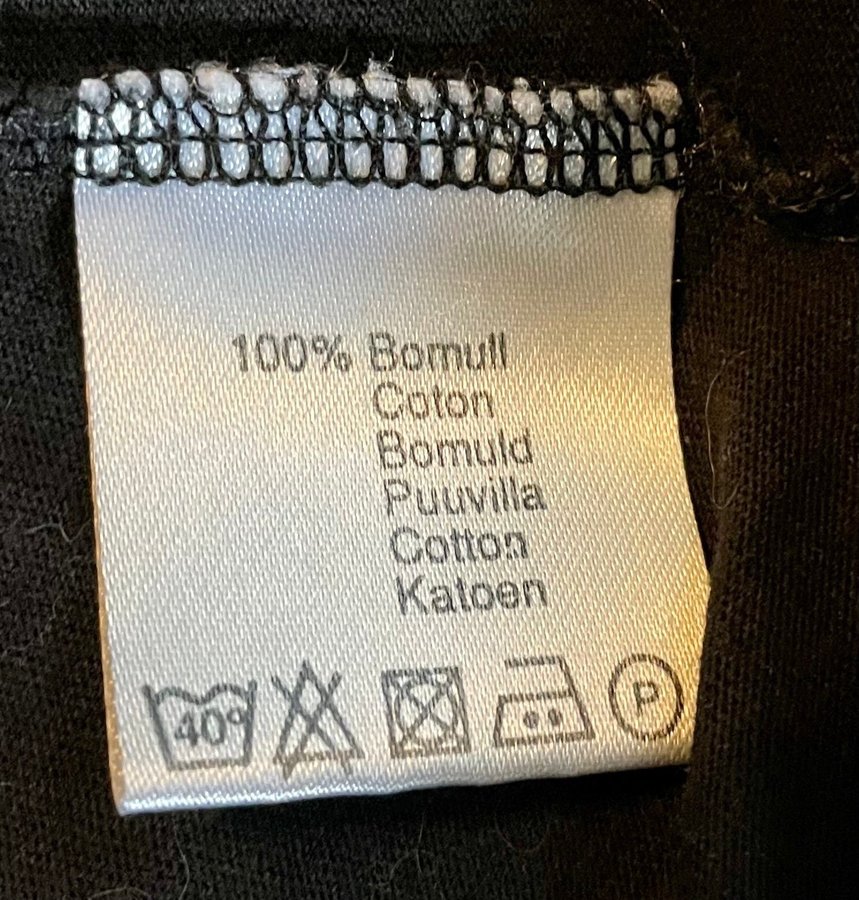 100% Bomull
Coton
Bomuld
Puuvilla
Cotton
Katoen
40° P